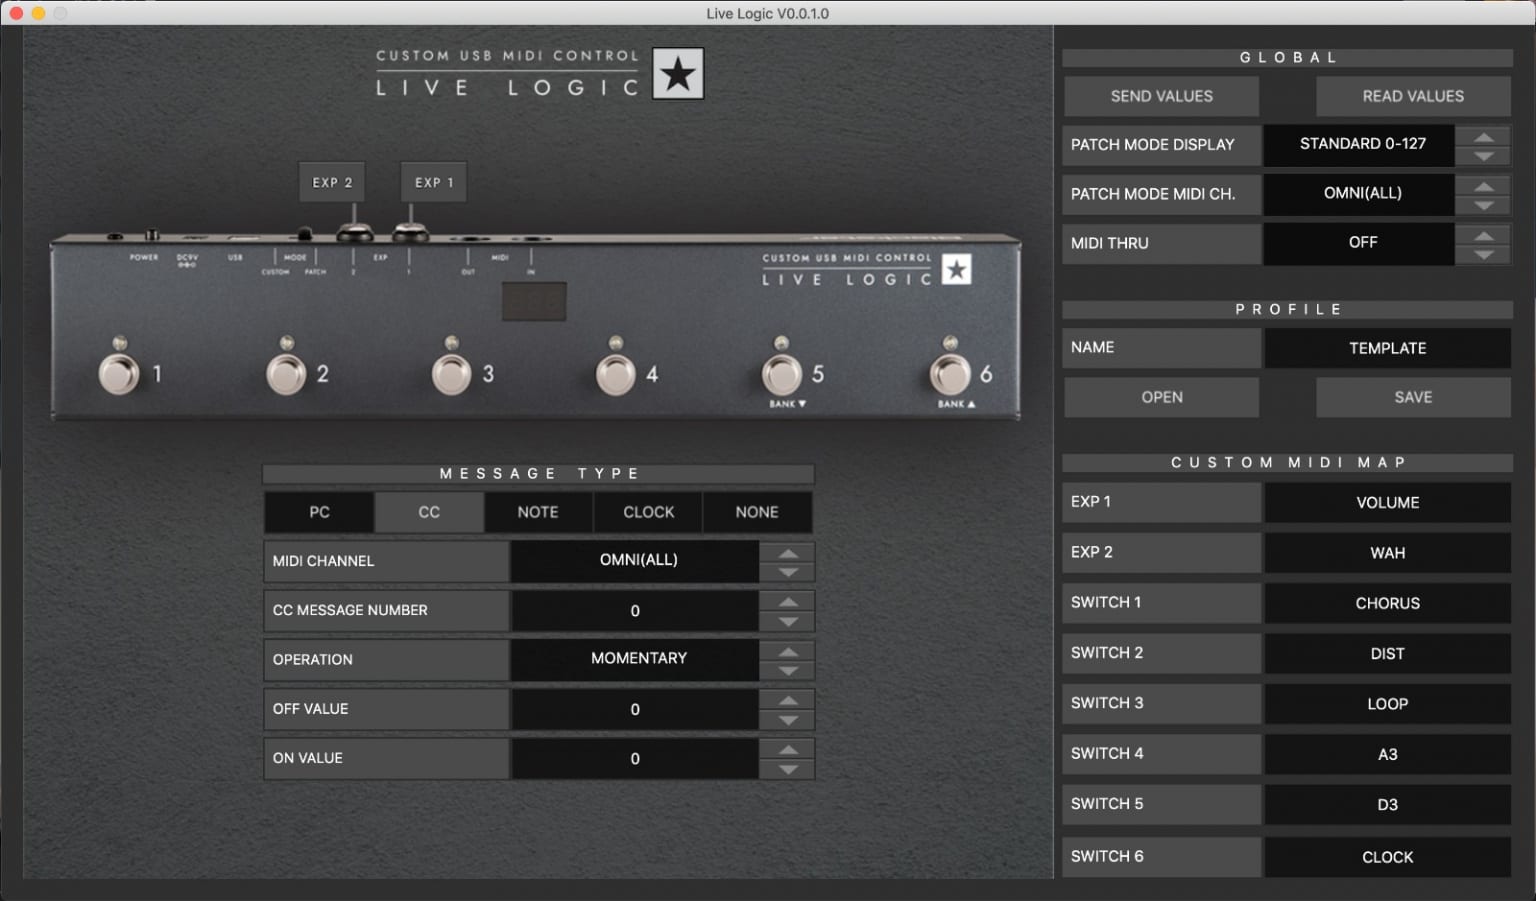 Live Logic V0.0.1.0
CUSTOM USB MIDI CONTROL
LIVE LOGIC
EXP 2
EXP 1
POWER
DC9V
USB
MODE
CUSTOM
PATCH
EXP
2
1
MIDI
OUT
IN
CUSTOM USB MIDI CONTROL
LIVE LOGIC
1
2
3
4
5
6
BANK ▼
BANK ▲
MESSAGE TYPE
PC
CC
NOTE
CLOCK
NONE
MIDI CHANNEL
OMNI(ALL)
CC MESSAGE NUMBER
0
OPERATION
MOMENTARY
OFF VALUE
0
ON VALUE
0
GLOBAL
SEND VALUES
READ VALUES
PATCH MODE DISPLAY
STANDARD 0-127
PATCH MODE MIDI CH.
OMNI(ALL)
MIDI THRU
OFF
PROFILE
NAME
TEMPLATE
OPEN
SAVE
CUSTOM MIDI MAP
EXP 1
VOLUME
EXP 2
WAH
SWITCH 1
CHORUS
SWITCH 2
DIST
SWITCH 3
LOOP
SWITCH 4
A3
SWITCH 5
D3
SWITCH 6
CLOCK